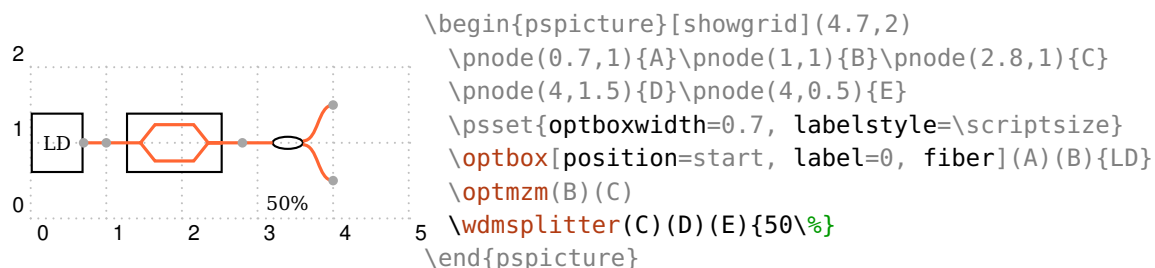 2
1
0
LD
50%
0 1 2 3 4 5
\begin{pspicture}[showgrid](4.7,2)
\pnode(0.7,1){A}\pnode(1,1){B}\pnode(2.8,1){C}
\pnode(4,1.5){D}\pnode(4,0.5){E}
\psset{optboxwidth=0.7, labelstyle=\scriptsize}
\optbox[position=start, label=0, fiber](A)(B){LD}
\optmzm(B)(C)
\wdmsplitter(C)(D)(E){50\%}
\end{pspicture}